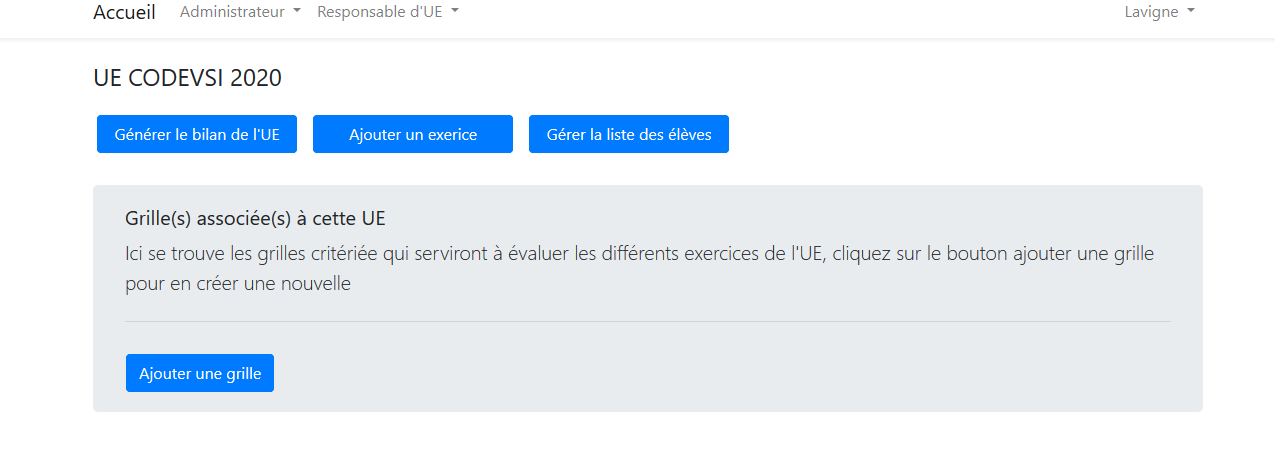 Accueil Administrateur Responsable d'UE Lavigne
UE CODEVSI 2020
Générer le bilan de l'UE Ajouter un exerice Gérer la liste des élèves
Grille(s) associée(s) à cette UE
Ici se trouve les grilles critériée qui serviront à évaluer les différents exercices de l'UE, cliquez sur le bouton ajouter une grille
pour en créer une nouvelle
Ajouter une grille